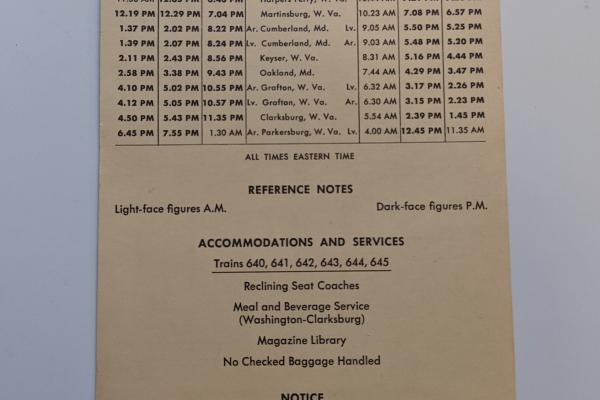 12.19 PM 12.29 PM 7.04 PM Martinsburg, W. Va. 10.23 AM 7.08 PM 6.57 PM
1.37 PM 2.02 PM 8.22 PM Ar. Cumberland, Md. Lv. 9.05 AM 5.50 PM 5.25 PM
1.39 PM 2.07 PM 8.24 PM Lv. Cumberland, Md. Ar. 9.03 AM 5.48 PM 5.20 PM
2.11 PM 2.43 PM 8.56 PM Keyser, W. Va. 8.31 AM 5.16 PM 4.44 PM
2.58 PM 3.38 PM 9.43 PM Oakland, Md. 7.44 AM 4.29 PM 3.47 PM
4.10 PM 5.02 PM 10.55 PM Ar. Grafton, W. Va. Lv. 6.32 AM 3.17 PM 2.26 PM
4.12 PM 5.05 PM 10.57 PM Lv. Grafton, W. Va. Ar. 6.30 AM 3.15 PM 2.23 PM
4.50 PM 5.43 PM 11.35 PM Clarksburg, W. Va. 5.54 AM 2.39 PM 1.45 PM
6.45 PM 7.55 PM 1.30 AM Ar. Parkersburg, W. Va. Lv. 4.00 AM 12.45 PM 11.35 AM
ALL TIMES EASTERN TIME
REFERENCE NOTES
Light-face figures A.M. Dark-face figures P.M.
ACCOMMODATIONS AND SERVICES
Trains 640, 641, 642, 643, 644, 645
Reclining Seat Coaches
Meal and Beverage Service
(Washington-Clarksburg)
Magazine Library
No Checked Baggage Handled
NOTICE